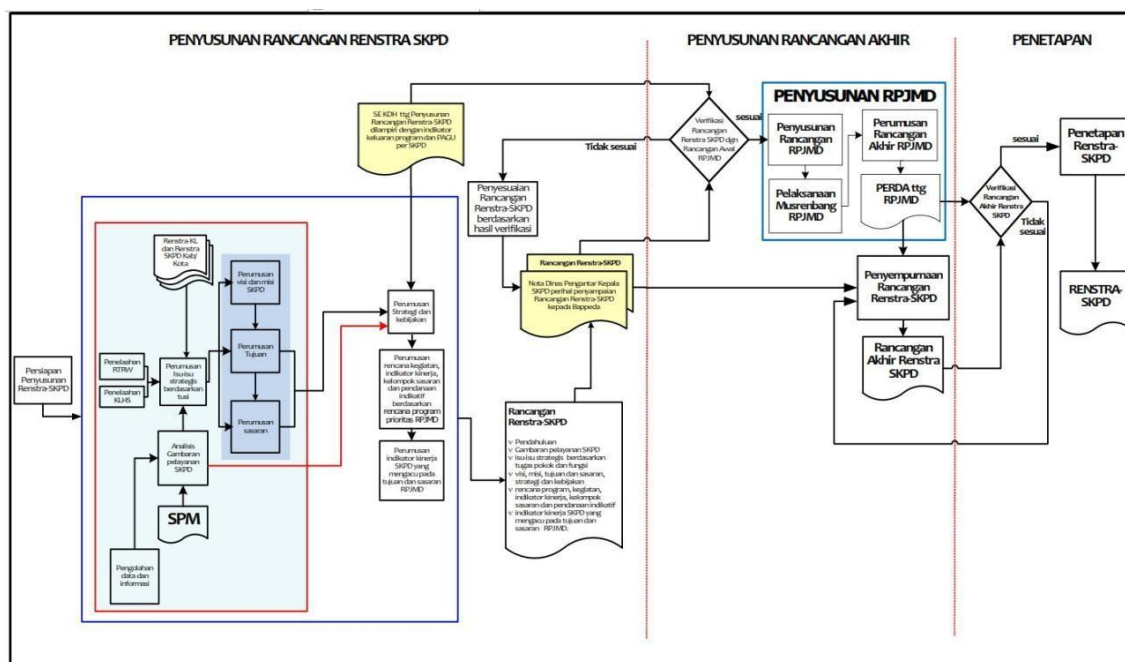 PENYUSUNAN RANCANGAN RENSTRA SKPD
PENYUSUNAN RANCANGAN AKHIR
PENETAPAN
SE KDH ttg Penyusunan
Rancangan Renstra-SKPD
dilampiri dengan indikator
keluaran program dan PAGU per
SKPD
Tidak sesuai
Penyesuaian
Rancangan
Renstra-SKPD
berdasarkan
hasil verifikasi
Verifikasi
Rancangan
Renstra SKPD dgn
Rancangan Awal
RPJMD
sesuai
PENYUSUNAN RPJMD
Penyusunan
Rancangan
RPJMD
Perumusan
Rancangan
Akhir RPJMD
Pelaksanaan
Musrenbang
RPJMD
PERDA ttg
RPJMD
sesuai
Verifikasi
Rancangan
Akhir Renstra
SKPD
Tidak
sesuai
Penetapan
Renstra-
SKPD
RENSTRA-
SKPD
Renstra-KL
dan Renstra
SKPD Kab/
Kota
Perumusan
visi dan misi
SKPD
Perumusan
Tujuan
Perumusan
sasaran
Persiapan
Penyusunan
Renstra-SKPD
Penelaahan
RTRW
Penelaahan
KLHS
Perumusan
Isu-isu
strategis
berdasarkan
tusi
Analisis
Gambaran
pelayanan
SKPD
SPM
Pengolahan
data dan
informasi
Perumusan
Strategi dan
kebijakan
Perumusan
rencana kegiatan,
indikator kinerja,
kelompok sasaran
dan pendanaan
indikatif
berdasarkan
rencana program
prioritas RPJMD
Perumusan
indikator kinerja
SKPD yang
mengacu pada
tujuan dan sasaran
RPJMD
Rancangan Renstra-SKPD
Nota Dinas Pengantar Kepala
SKPD perihal penyampaian
Rancangan Renstra-SKPD
kepada Bappeda
Rancangan
Renstra-SKPD
v Pendahuluan
v Gambaran pelayanan SKPD
v isu-isu strategis berdasarkan
tugas pokok dan fungsi
v visi, misi, tujuan dan sasaran,
strategi dan kebijakan
v rencana program, kegiatan,
indikator kinerja, kelompok
sasaran dan pendanaan indikatif
v indikator kinerja SKPD yang
mengacu pada tujuan dan
sasaran RPJMD.
Penyempurnaan
Rancangan
Renstra-SKPD
Rancangan
Akhir Renstra
SKPD